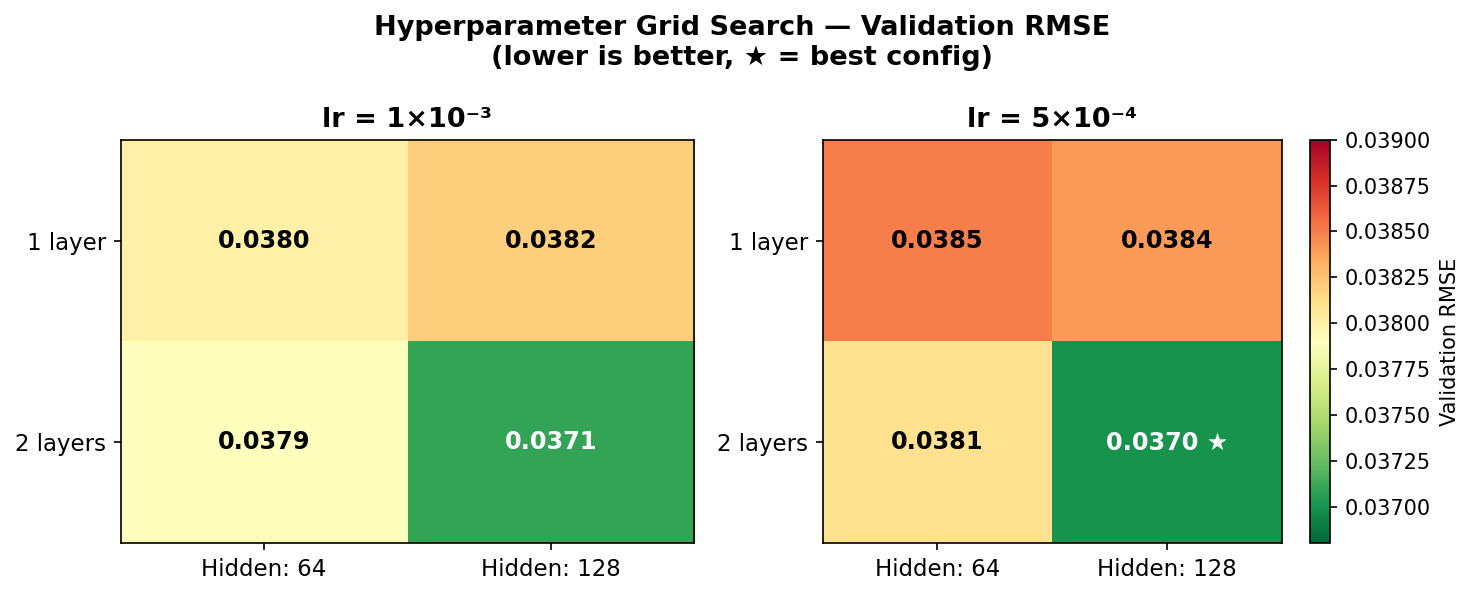 Hyperparameter Grid Search — Validation RMSE
(lower is better, ★ = best config)
lr = 1×10⁻³
lr = 5×10⁻⁴
1 layer
0.0380
0.0382
2 layers
0.0379
0.0371
Hidden: 64
Hidden: 128
1 layer
0.0385
0.0384
2 layers
0.0381
0.0370 ★
Hidden: 64
Hidden: 128
0.03900
0.03875
0.03850
0.03825
0.03800
0.03775
0.03750
0.03725
0.03700
Validation RMSE